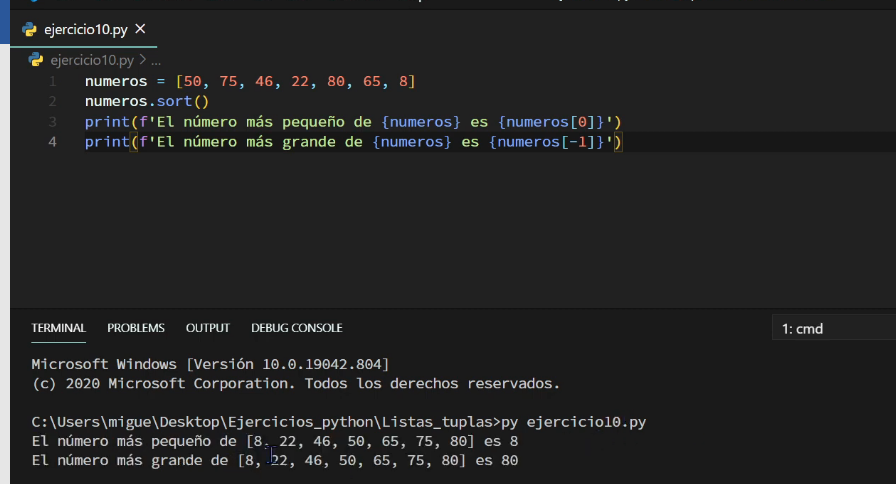 ejercicio10.py
ejercicio10.py > ...
1 numeros = [50, 75, 46, 22, 80, 65, 8]
2 numeros.sort()
3 print(f'El número más pequeño de {numeros} es {numeros[0]}')
4 print(f'El número más grande de {numeros} es {numeros[-1]}')
TERMINAL PROBLEMS OUTPUT DEBUG CONSOLE 1: cmd
Microsoft Windows [Versión 10.0.19042.804]
(c) 2020 Microsoft Corporation. Todos los derechos reservados.
C:\Users\migue\Desktop\Ejercicios_python\Listas_tuplas>py ejercicio10.py
El número más pequeño de [8, 22, 46, 50, 65, 75, 80] es 8
El número más grande de [8, 22, 46, 50, 65, 75, 80] es 80